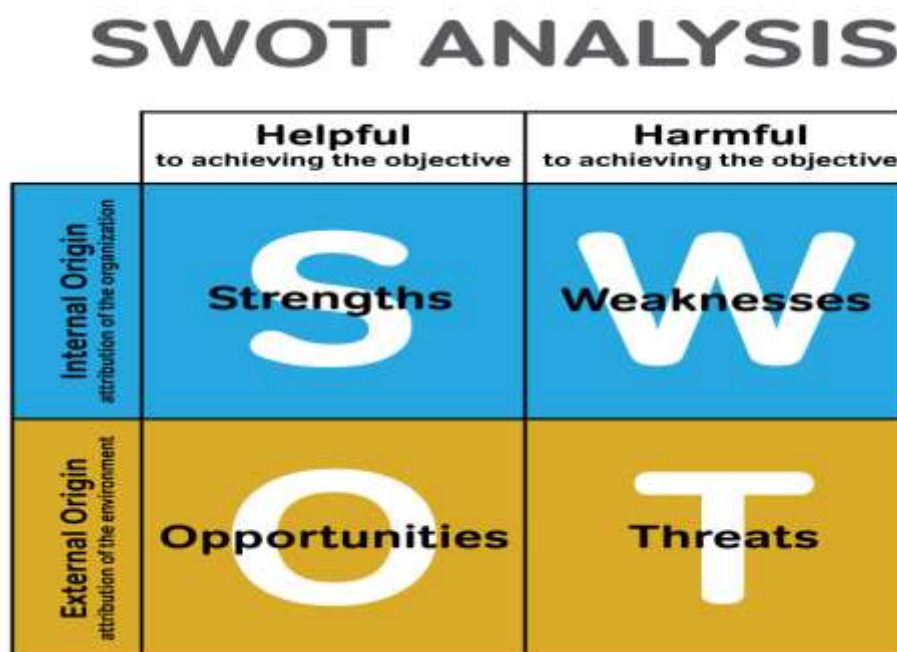 SWOT ANALYSIS
Helpful
to achieving the objective
Harmful
to achieving the objective
Internal Origin
attribution of the organization
S
Strengths
W
Weaknesses
External Origin
attribution of the environment
O
Opportunities
T
Threats